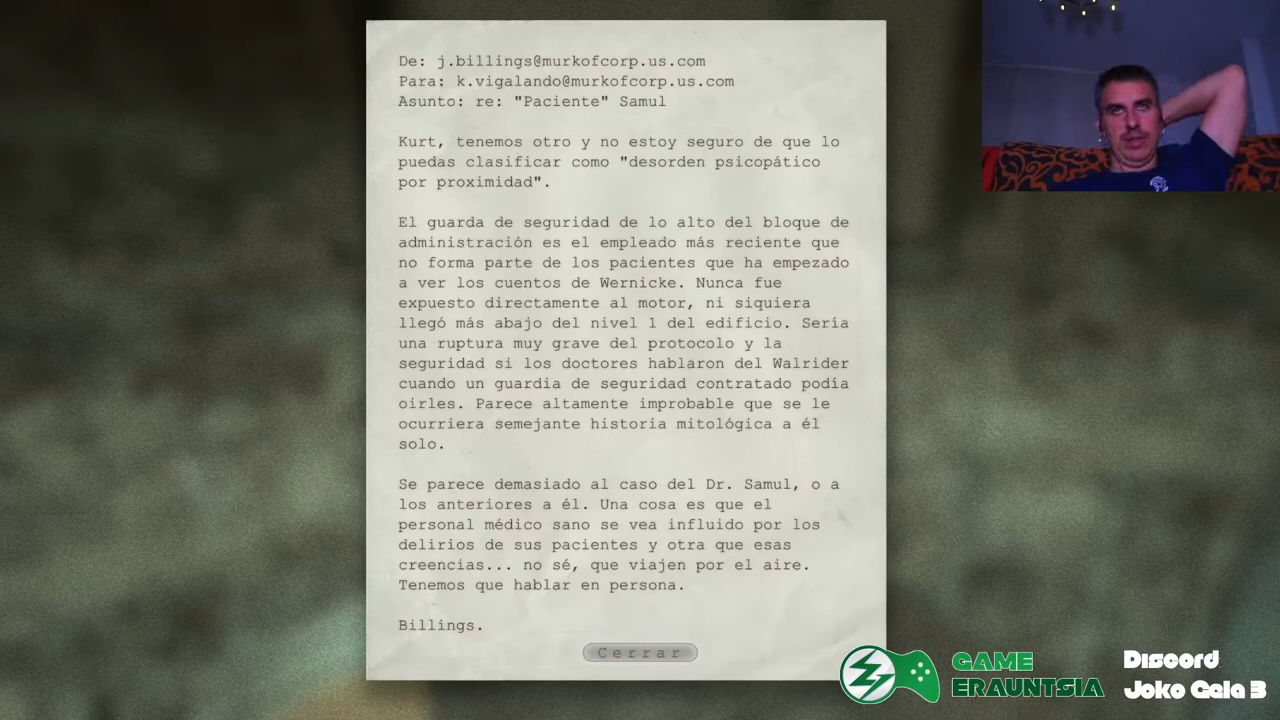 De: j.billings@murkofcorp.us.com
Para: k.vigalando@murkofcorp.us.com
Asunto: re: "Paciente" Samul
Kurt, tenemos otro y no estoy seguro de que lo
puedas clasificar como "desorden psicopático
por proximidad".
El guarda de seguridad de lo alto del bloque de
administración es el empleado más reciente que
no forma parte de los pacientes que ha empezado
a ver los cuentos de Wernicke. Nunca fue
expuesto directamente al motor, ni siquiera
llegó más abajo del nivel 1 del edificio. Sería
una ruptura muy grave del protocolo y la
seguridad si los doctores hablaron del Walrider
cuando un guardia de seguridad contratado podía
oirles. Parece altamente improbable que se le
ocurriera semejante historia mitológica a él
solo.
Se parece demasiado al caso del Dr. Samul, o a
los anteriores a él. Una cosa es que el
personal médico sano se vea influido por los
delirios de sus pacientes y otra que esas
creencias... no sé, que viajen por el aire.
Tenemos que hablar en persona.
Billings.
Cerrar
GAME
ERAUNTSIA
Discord
Joko Gela 3